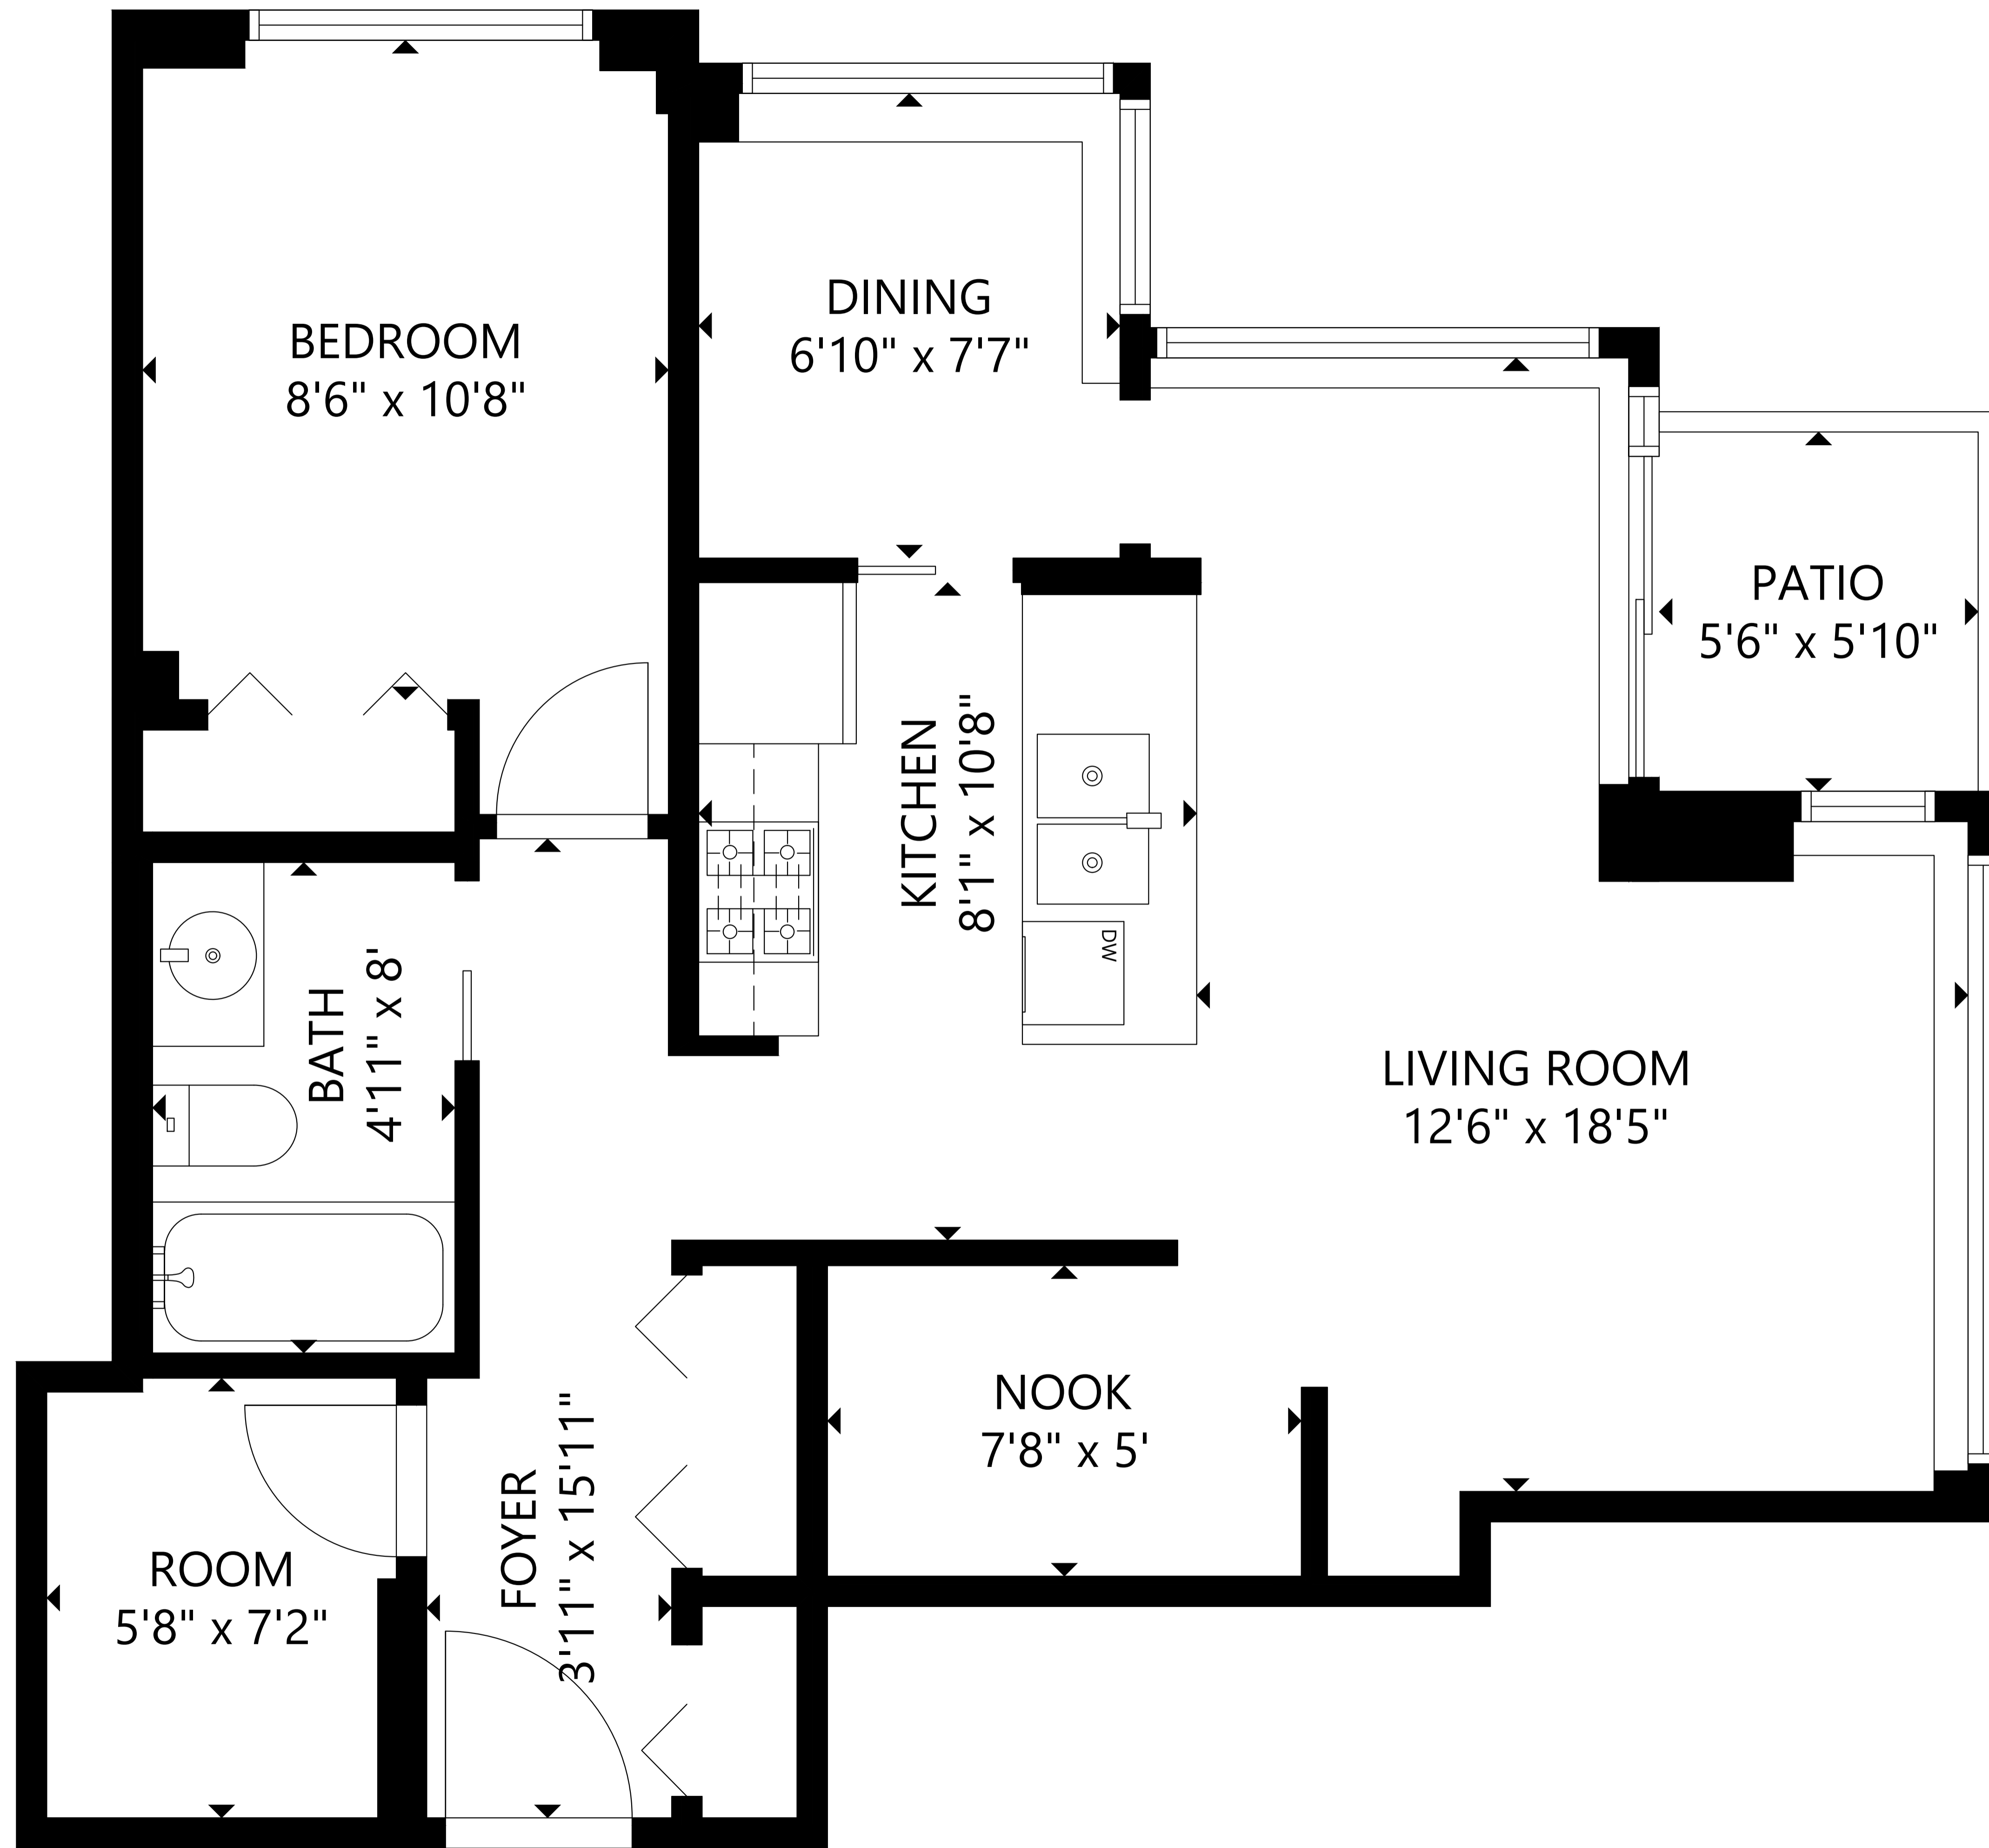 BEDROOM
8'6" x 10'8"
DINING
6'10" x 7'7"
PATIO
5'6" x 5'10"
KITCHEN
8'1" x 10'8"
DW
BATH
4'11" x 8'
LIVING ROOM
12'6" x 18'5"
NOOK
7'8" x 5'
FOYER
3'11" x 15'11"
ROOM
5'8" x 7'2"